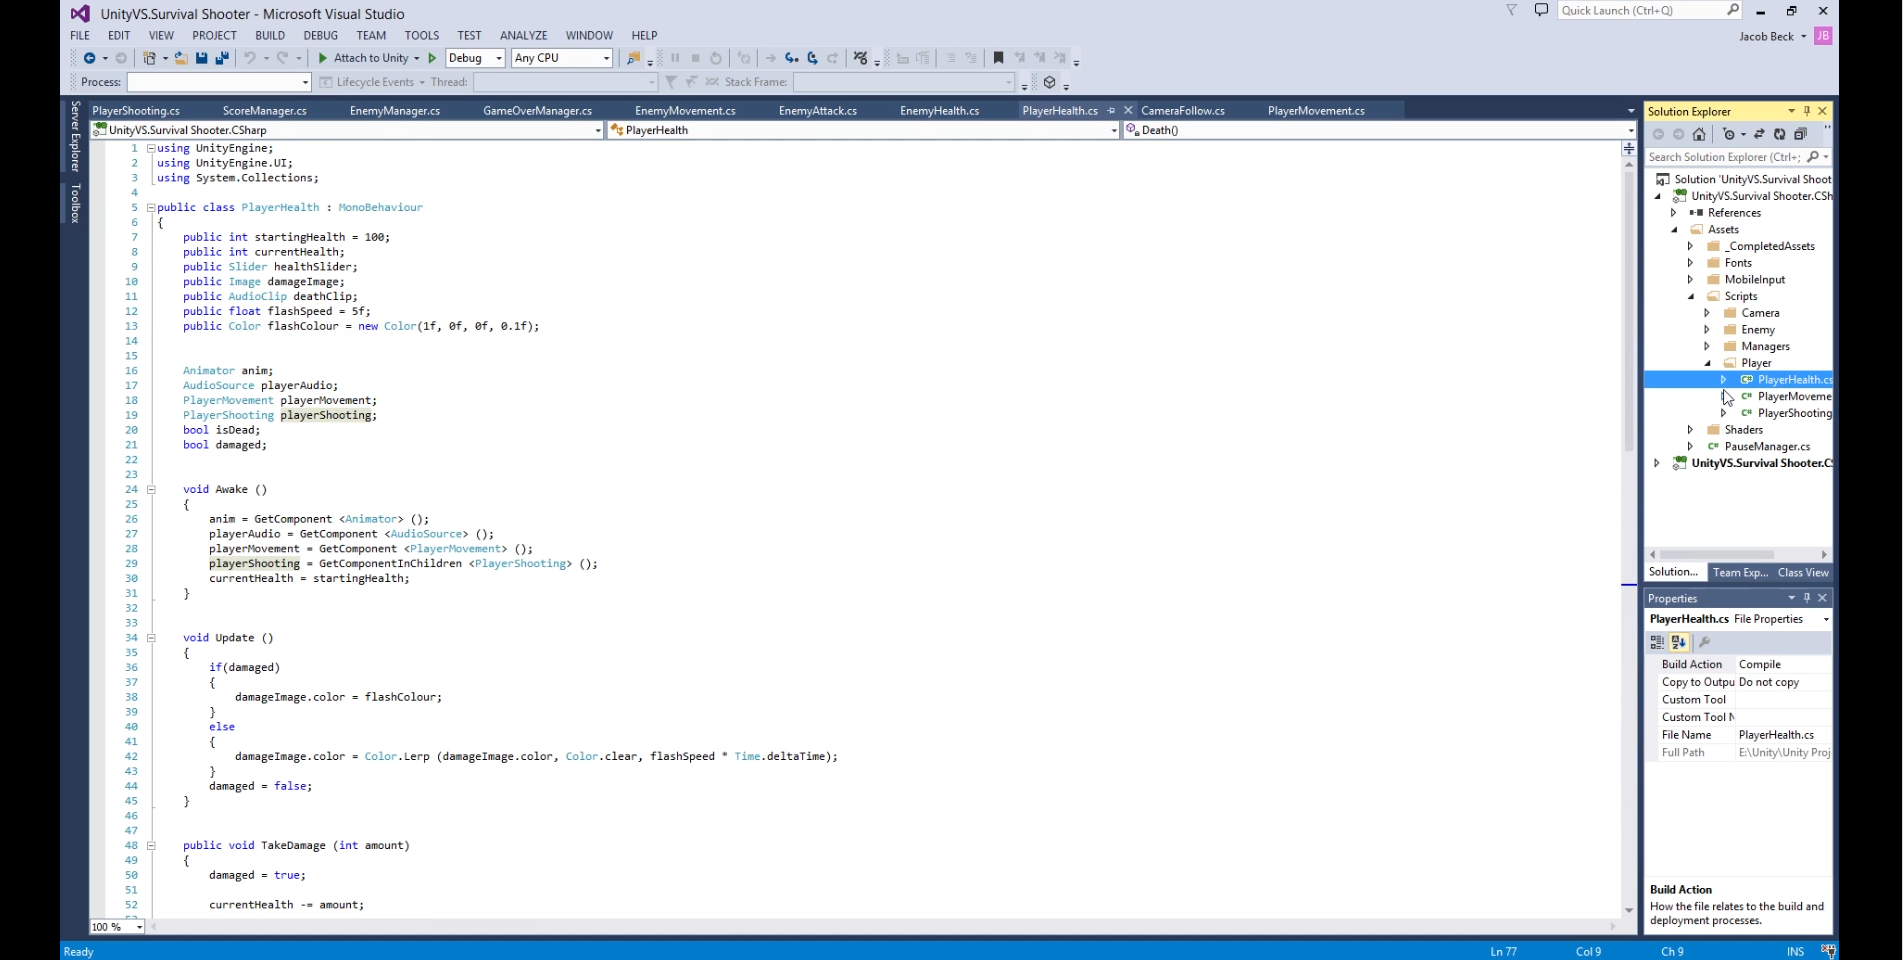 UnityVS.Survival Shooter - Microsoft Visual Studio
Quick Launch (Ctrl+Q)
FILE EDIT VIEW PROJECT BUILD DEBUG TEAM TOOLS TEST ANALYZE WINDOW HELP
Jacob Beck JB
Attach to Unity Debug Any CPU
Process: Lifecycle Events Thread: Stack Frame:
Server Explorer
Toolbox
PlayerShooting.cs ScoreManager.cs EnemyManager.cs GameOverManager.cs EnemyMovement.cs EnemyAttack.cs EnemyHealth.cs PlayerHealth.cs CameraFollow.cs PlayerMovement.cs
UnityVS.Survival Shooter.CSharp PlayerHealth Death()
1 using UnityEngine;
2 using UnityEngine.UI;
3 using System.Collections;
4
5 public class PlayerHealth : MonoBehaviour
6 {
7 public int startingHealth = 100;
8 public int currentHealth;
9 public Slider healthSlider;
10 public Image damageImage;
11 public AudioClip deathClip;
12 public float flashSpeed = 5f;
13 public Color flashColour = new Color(1f, 0f, 0f, 0.1f);
14
15
16 Animator anim;
17 AudioSource playerAudio;
18 PlayerMovement playerMovement;
19 PlayerShooting playerShooting;
20 bool isDead;
21 bool damaged;
22
23
24 void Awake ()
25 {
26 anim = GetComponent <Animator> ();
27 playerAudio = GetComponent <AudioSource> ();
28 playerMovement = GetComponent <PlayerMovement> ();
29 playerShooting = GetComponentInChildren <PlayerShooting> ();
30 currentHealth = startingHealth;
31 }
32
33
34 void Update ()
35 {
36 if(damaged)
37 {
38 damageImage.color = flashColour;
39 }
40 else
41 {
42 damageImage.color = Color.Lerp (damageImage.color, Color.clear, flashSpeed * Time.deltaTime);
43 }
44 damaged = false;
45 }
46
47
48 public void TakeDamage (int amount)
49 {
50 damaged = true;
51
52 currentHealth -= amount;
100 %
Solution Explorer
Search Solution Explorer (Ctrl+;
Solution 'UnityVS.Survival Shoot
UnityVS.Survival Shooter.CSh
References
Assets
_CompletedAssets
Fonts
MobileInput
Scripts
Camera
Enemy
Managers
Player
PlayerHealth.cs
PlayerMoveme
PlayerShooting
Shaders
PauseManager.cs
UnityVS.Survival Shooter.CS
Solution... Team Exp... Class View
Properties
PlayerHealth.cs File Properties
Build Action Compile
Copy to Outpu Do not copy
Custom Tool
Custom Tool N
File Name PlayerHealth.cs
Full Path E:\Unity\Unity Proj
Build Action
How the file relates to the build and
deployment processes.
Ready Ln 77 Col 9 Ch 9 INS